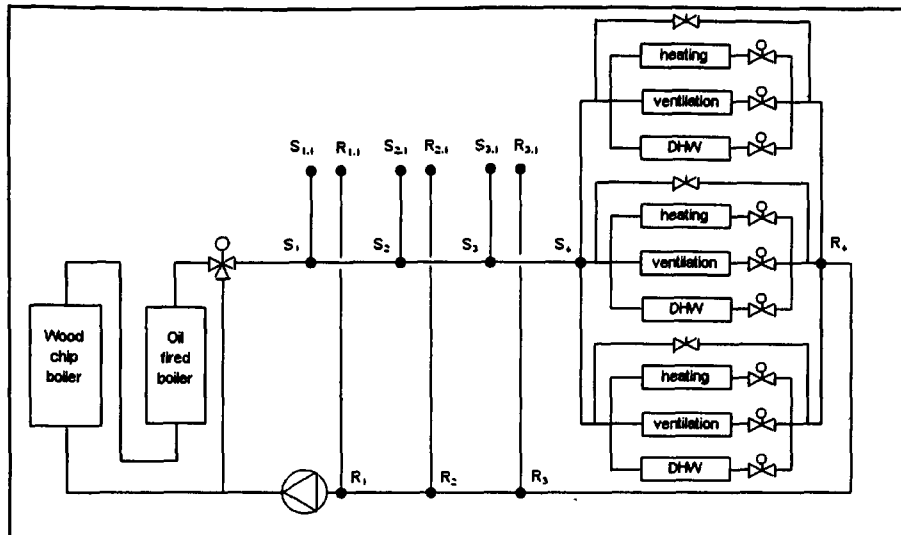 heating
ventilation
DHW
S1.1 R1.1 S2.1 R2.1 S3.1 R3.1
heating
S1 S2 S3 S4 ventilation R4
DHW
Wood
chip
boiler
Oil
fired
boiler
heating
ventilation
DHW
R1 R2 R3